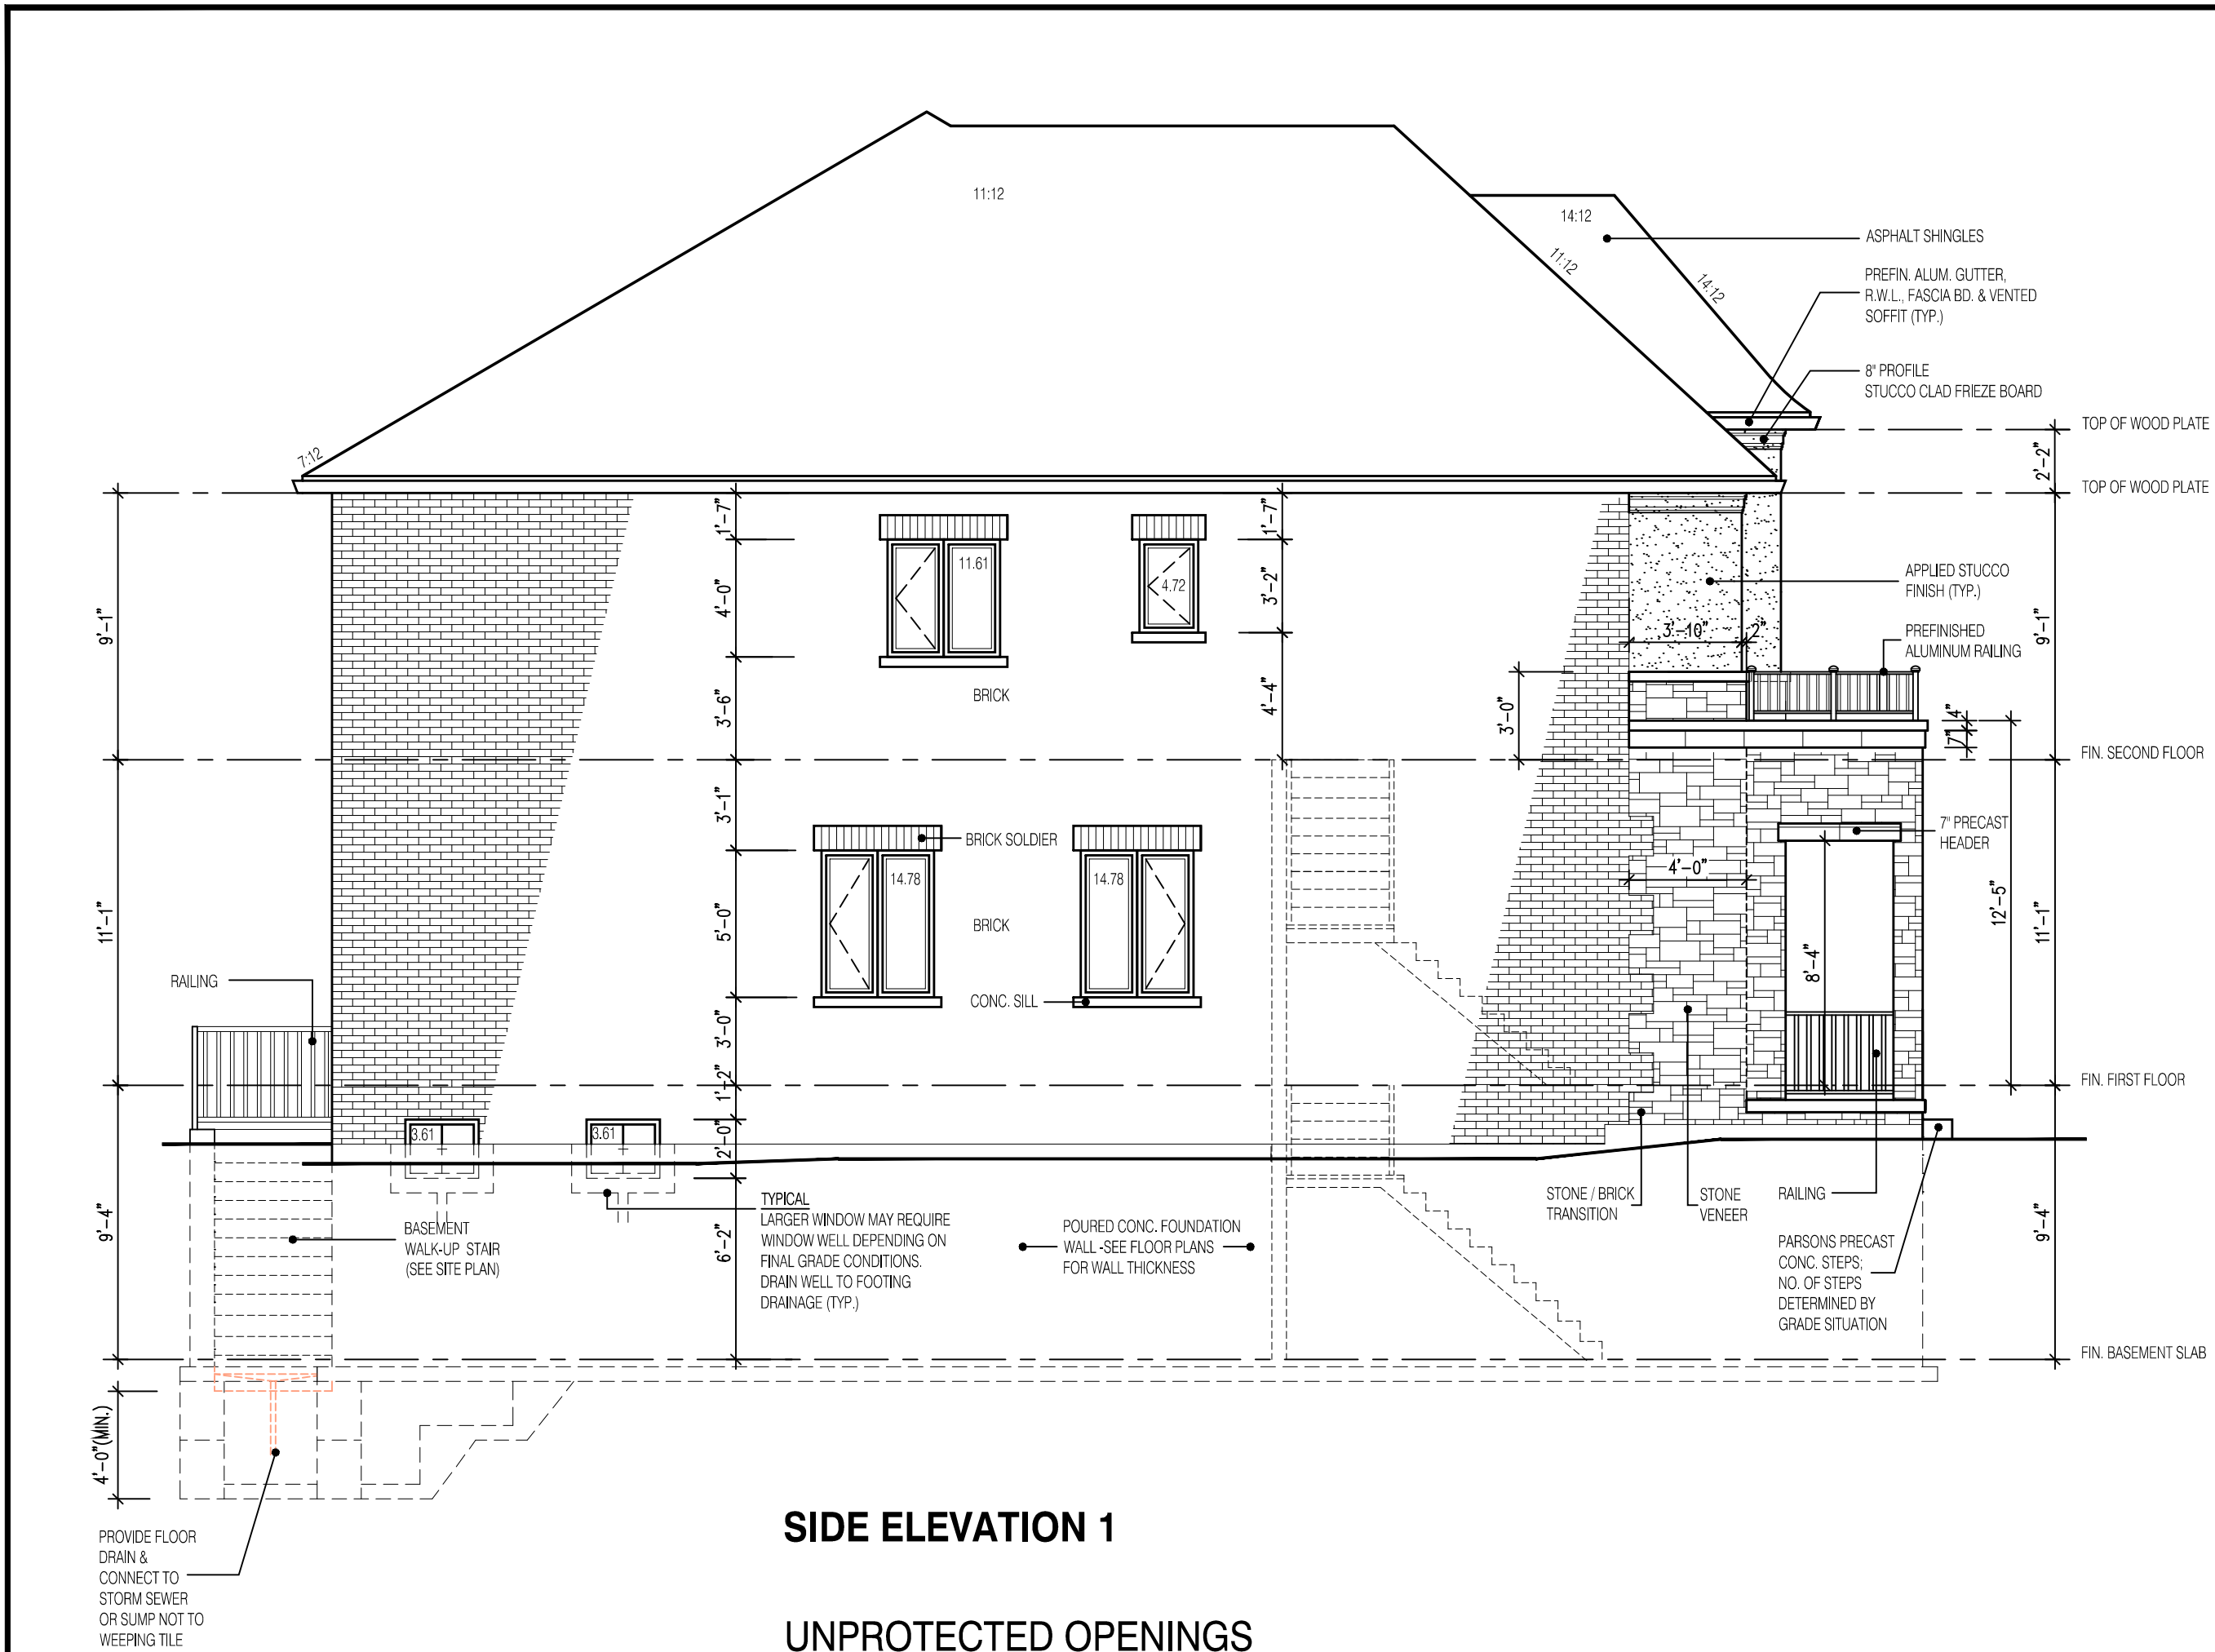 11:12
14:12
ASPHALT SHINGLES
11:12
14:12
PREFIN. ALUM. GUTTER,
R.W.L., FASCIA BD. & VENTED
SOFFIT (TYP.)
8" PROFILE
STUCCO CLAD FRIEZE BOARD
TOP OF WOOD PLATE
2'-2"
TOP OF WOOD PLATE
7:12
1'-7"
1'-7"
11.61
4.72
4'-0"
3'-2"
9'-1"
9'-1"
APPLIED STUCCO
FINISH (TYP.)
3'-10"
2"
PREFINISHED
ALUMINUM RAILING
BRICK
3'-6"
4'-4"
3'-0"
4"
7"
FIN. SECOND FLOOR
3'-1"
BRICK SOLDIER
7" PRECAST
HEADER
14.78
14.78
4'-0"
11'-1"
5'-0"
BRICK
12'-5"
11'-1"
8'-4"
RAILING
CONC. SILL
3'-0"
FIN. FIRST FLOOR
1'-2"
3.61
3.61
2'-0"
TYPICAL
LARGER WINDOW MAY REQUIRE
WINDOW WELL DEPENDING ON
FINAL GRADE CONDITIONS.
DRAIN WELL TO FOOTING
DRAINAGE (TYP.)
BASEMENT
WALK-UP STAIR
(SEE SITE PLAN)
9'-4"
6'-2"
POURED CONC. FOUNDATION
WALL -SEE FLOOR PLANS
FOR WALL THICKNESS
STONE / BRICK
TRANSITION
STONE
VENEER
RAILING
9'-4"
PARSONS PRECAST
CONC. STEPS;
NO. OF STEPS
DETERMINED BY
GRADE SITUATION
FIN. BASEMENT SLAB
4'-0"(MIN.)
PROVIDE FLOOR
DRAIN &
CONNECT TO
STORM SEWER
OR SUMP NOT TO
WEEPING TILE
SIDE ELEVATION 1
UNPROTECTED OPENINGS